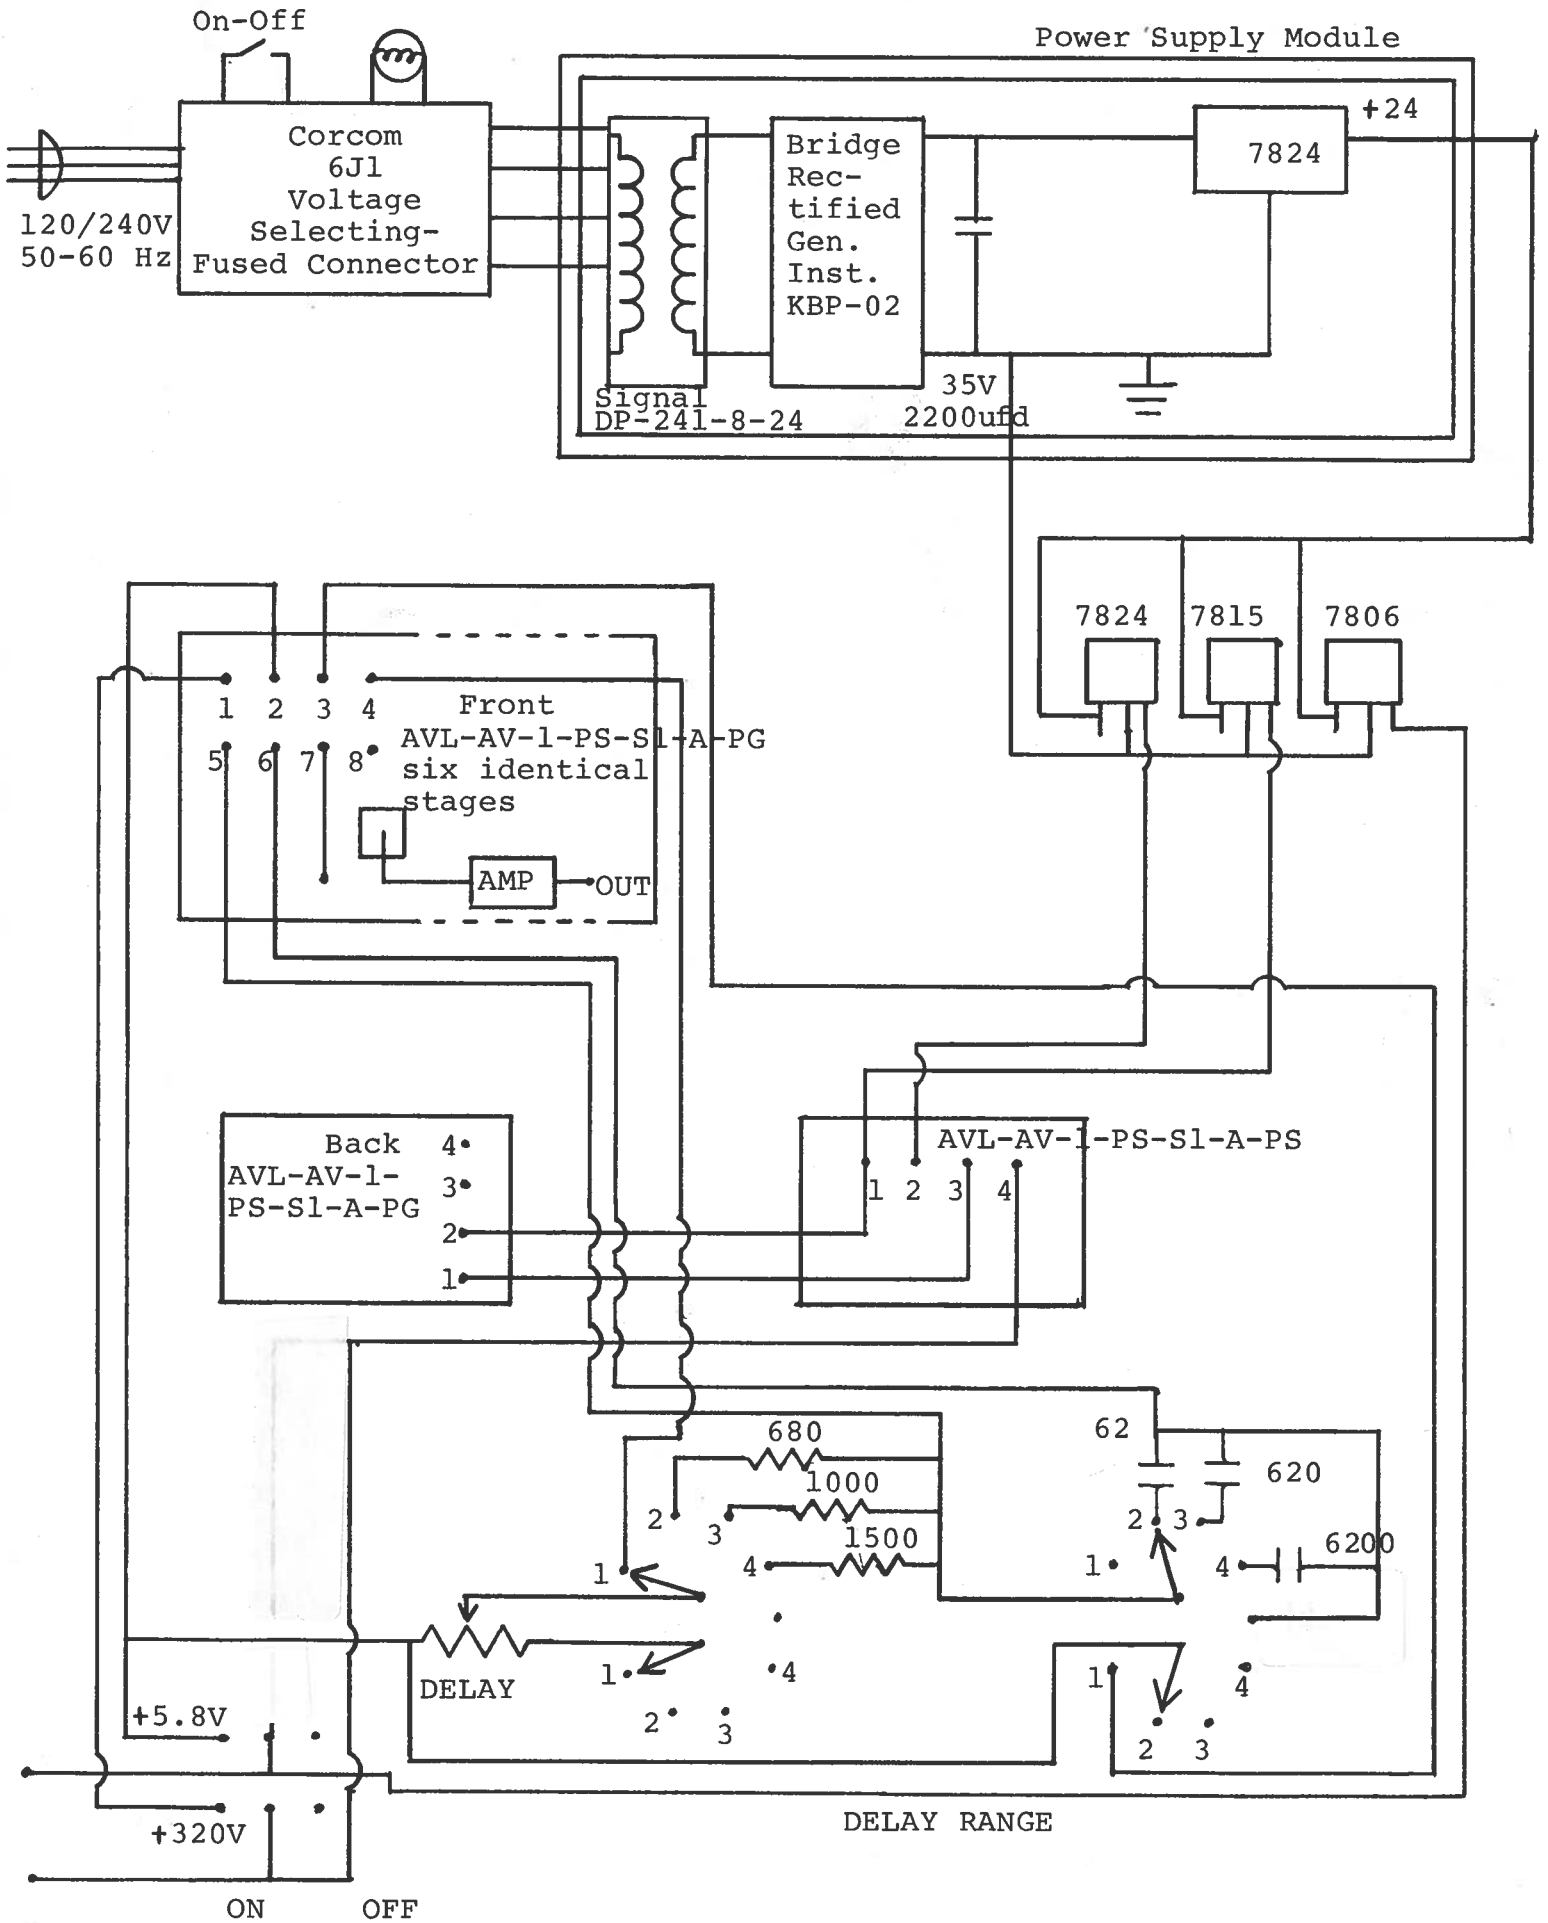 On-Off
Power Supply Module
Corcom
6J1
Voltage
Selecting-
Fused Connector
120/240V
50-60 Hz
Bridge
Rec-
tified
Gen.
Inst.
KBP-02
7824
+24
Signal
DP-241-8-24
35V
2200ufd
7824
7815
7806
1
2
3
4
5
6
7
8
Front
AVL-AV-1-PS-S1-A-PG
six identical
stages
AMP
OUT
Back
AVL-AV-1-
PS-S1-A-PG
4
3
2
1
AVL-AV-1-PS-S1-A-PS
1
2
3
4
680
1000
1500
2
3
4
1
62
620
6200
2
3
1
4
DELAY
1
2
3
4
1
2
3
4
+5.8V
+320V
DELAY RANGE
ON
OFF